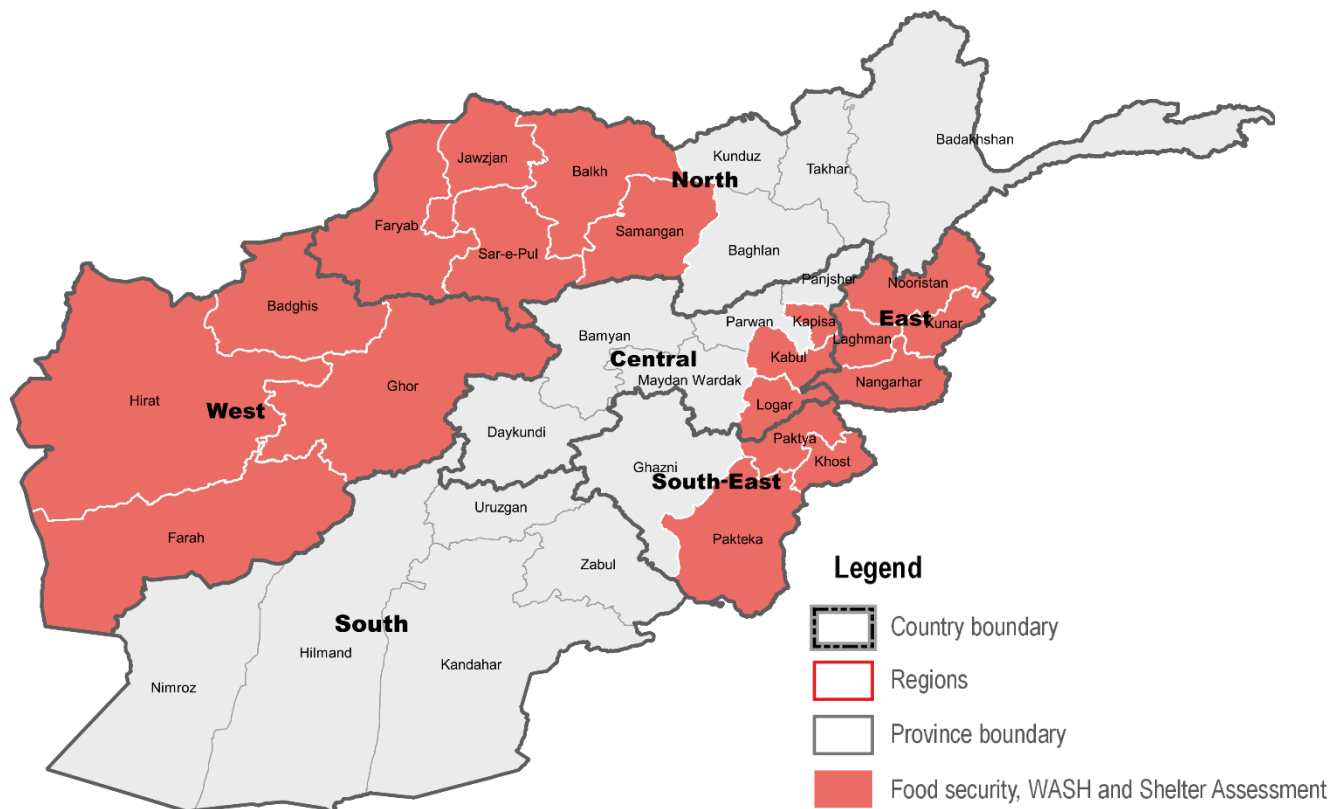 Badakhshan
Kunduz
Takhar
Jawzjan
Balkh
North
Faryab
Samangan
Sar-e-Pul
Baghlan
Panjsher
Nooristan
Badghis
Parwan
Kapisa
East
Kunar
Bamyan
Laghman
Central
Kabul
Maydan Wardak
Ghor
Nangarhar
Hirat
West
Logar
Daykundi
Paktya
Ghazni
Khost
South-East
Uruzgan
Farah
Pakteka
Zabul
South
Hilmand
Kandahar
Nimroz
Legend
Country boundary
Regions
Province boundary
Food security, WASH and Shelter Assessment